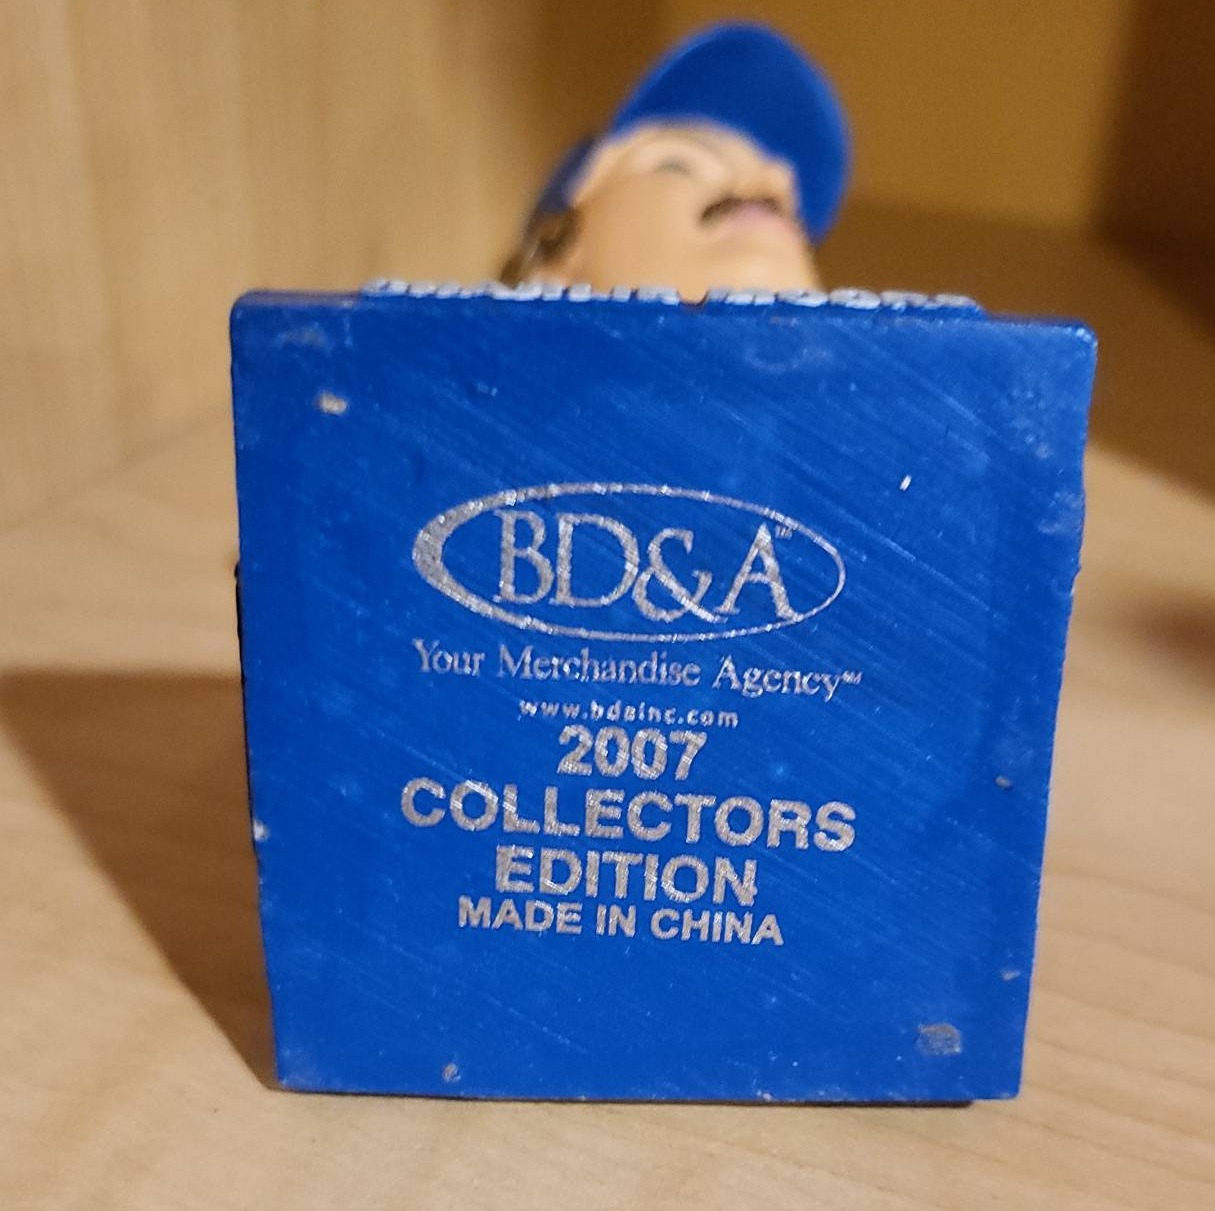 BD&A™
Your Merchandise Agency℠
www.bdainc.com
2007
COLLECTORS
EDITION
MADE IN CHINA